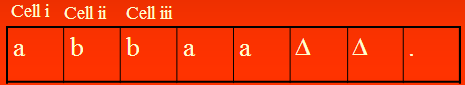 Cell i Cell ii Cell iii
a b b a a Δ Δ .